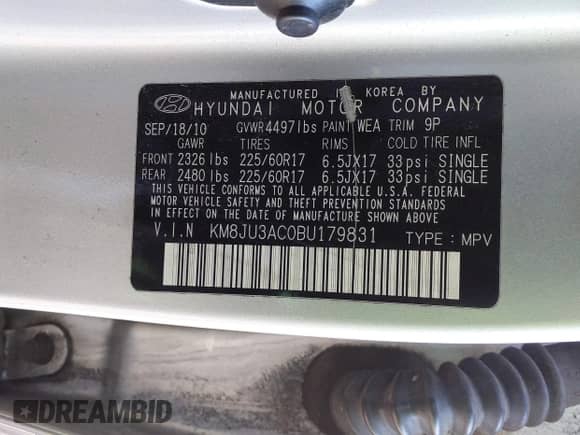 MANUFACTURED IN KOREA BY
HYUNDAI MOTOR COMPANY
SEP/18/10 GVWR 4497lbs PAINT WEA TRIM 9P
GAWR TIRES RIMS COLD TIRE INFL
FRONT 2326 lbs 225/60R17 6.5JX17 33psi SINGLE
REAR 2480 lbs 225/60R17 6.5JX17 33psi SINGLE
THIS VEHICLE CONFORMS TO ALL APPLICABLE U.S.A. FEDERAL
MOTOR VEHICLE SAFETY AND THEFT PREVENTION STANDARDS
IN EFFECT ON THE DATE OF MANUFACTURE SHOWN ABOVE.
V.I.N KM8JU3AC0BU179831 TYPE : MPV
DREAMBID